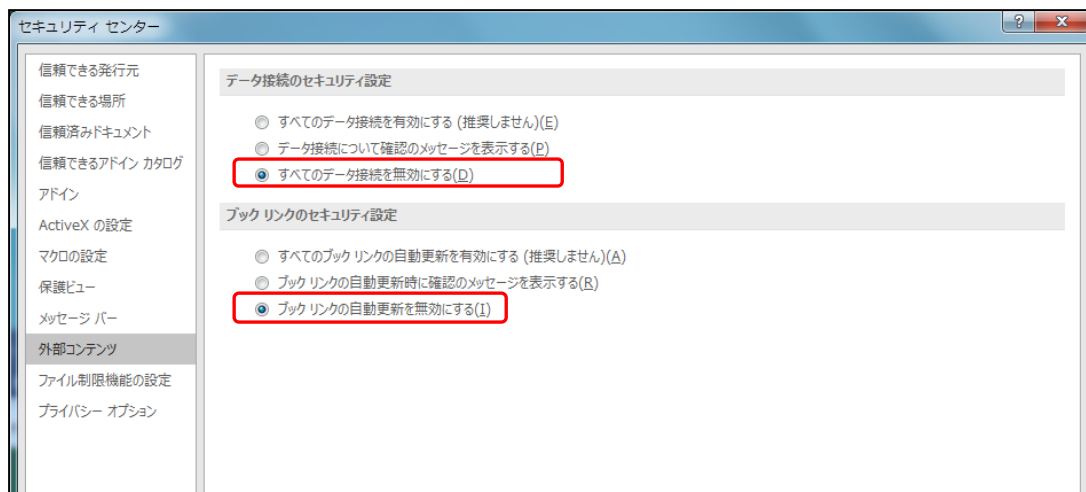 セキュリティ センター
信頼できる発行元
信頼できる場所
信頼済みドキュメント
信頼できるアドイン カタログ
アドイン
ActiveX の設定
マクロの設定
保護ビュー
メッセージ バー
外部コンテンツ
ファイル制限機能の設定
プライバシー オプション
データ接続のセキュリティ設定
すべてのデータ接続を有効にする (推奨しません)(E)
データ接続について確認のメッセージを表示する(P)
すべてのデータ接続を無効にする(D)
ブック リンクのセキュリティ設定
すべてのブック リンクの自動更新を有効にする (推奨しません)(A)
ブック リンクの自動更新時に確認のメッセージを表示する(R)
ブック リンクの自動更新を無効にする(I)